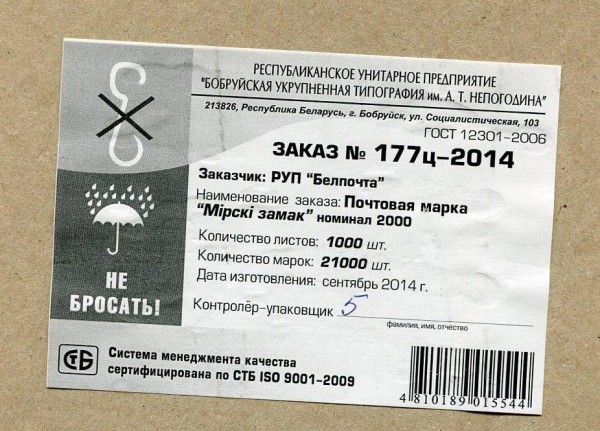 РЕСПУБЛИКАНСКОЕ УНИТАРНОЕ ПРЕДПРИЯТИЕ
"БОБРУЙСКАЯ УКРУПНЕННАЯ ТИПОГРАФИЯ им. А. Т. НЕПОГОДИНА"
213826, Республика Беларусь, г. Бобруйск, ул. Социалистическая, 103
ГОСТ 12301-2006
ЗАКАЗ № 177ц-2014
Заказчик: РУП "Белпочта"
Наименование заказа: Почтовая марка
"Мірскі замак" номинал 2000
Количество листов: 1000 шт.
Количество марок: 21000 шт.
Дата изготовления: сентябрь 2014 г.
Контролёр-упаковщик 5
фамилия, имя, отчество
НЕ
БРОСАТЬ!
СТБ
Система менеджмента качества
сертифицирована по СТБ ISO 9001-2009
4 810189 015544